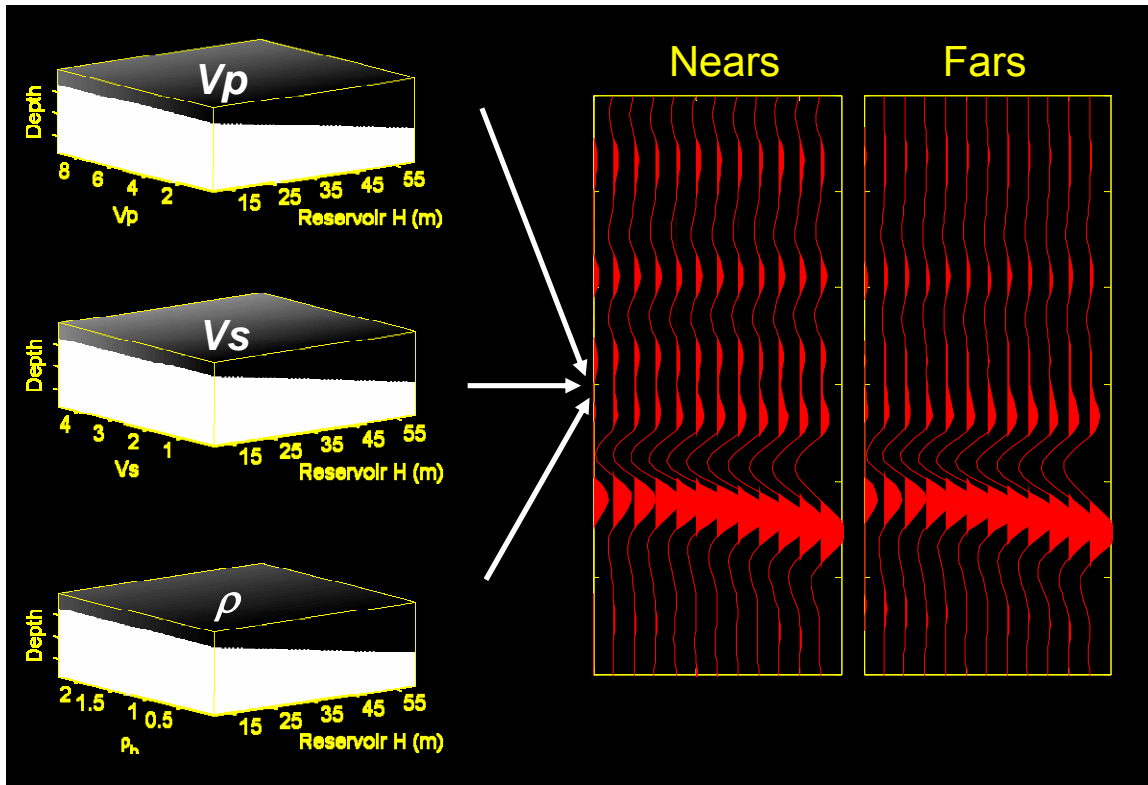 Vp
Depth
8 6 4 2
Vp
15 25 35 45 55
Reservoir H (m)
Vs
Depth
4 3 2 1
Vs
15 25 35 45 55
Reservoir H (m)
ρ
Depth
2 1.5 1 0.5
ρb
15 25 35 45 55
Reservoir H (m)
Nears
Fars